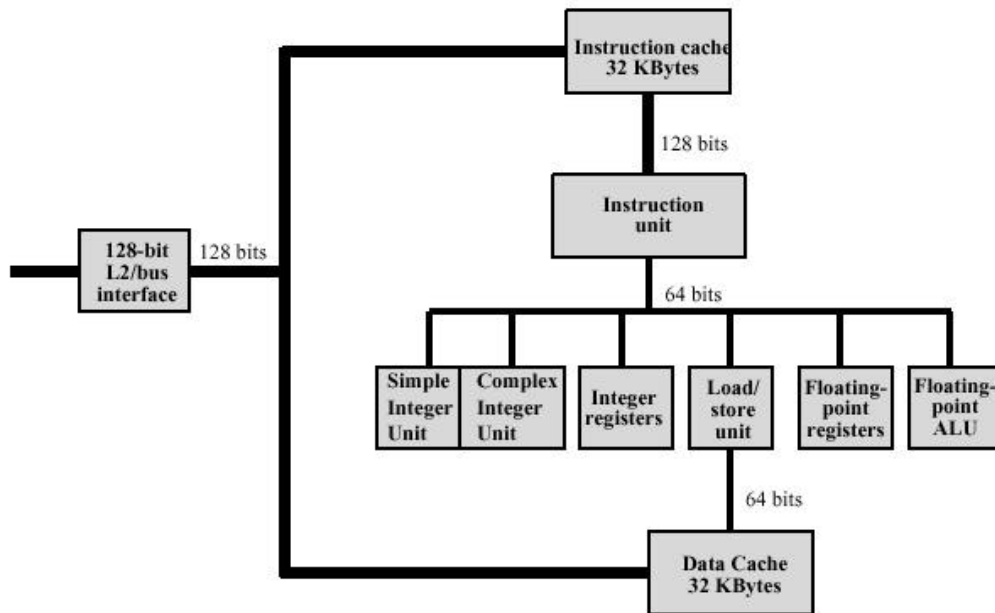 Instruction cache
32 KBytes
128 bits
Instruction
unit
128-bit
L2/bus
interface
128 bits
64 bits
Simple
Integer
Unit
Complex
Integer
Unit
Integer
registers
Load/
store
unit
Floating-
point
registers
Floating-
point
ALU
64 bits
Data Cache
32 KBytes